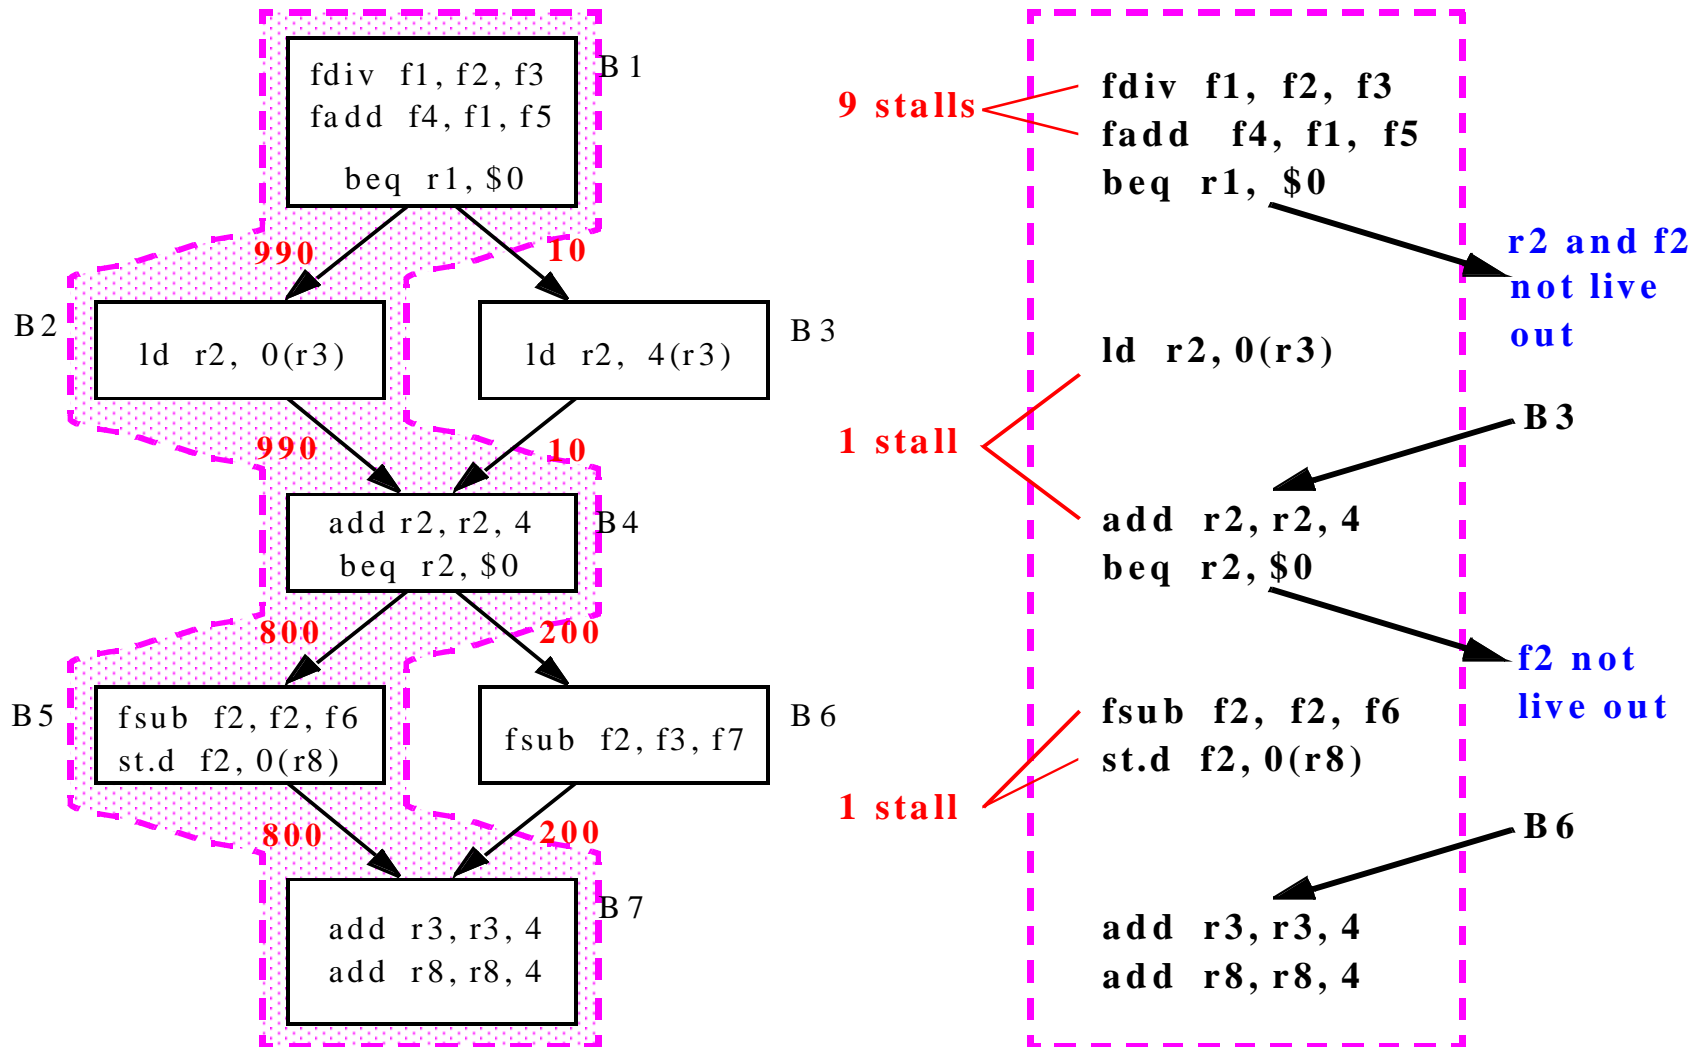 B1
fdiv f1, f2, f3
fadd f4, f1, f5
beq r1, $0
990
10
B2
ld r2, 0(r3)
ld r2, 4(r3)
B3
990
10
add r2, r2, 4
beq r2, $0
B4
800
200
B5
fsub f2, f2, f6
st.d f2, 0(r8)
fsub f2, f3, f7
B6
800
200
B7
add r3, r3, 4
add r8, r8, 4
9 stalls
fdiv f1, f2, f3
fadd f4, f1, f5
beq r1, $0
r2 and f2
not live
out
ld r2, 0(r3)
B3
1 stall
add r2, r2, 4
beq r2, $0
f2 not
live out
fsub f2, f2, f6
st.d f2, 0(r8)
1 stall
B6
add r3, r3, 4
add r8, r8, 4